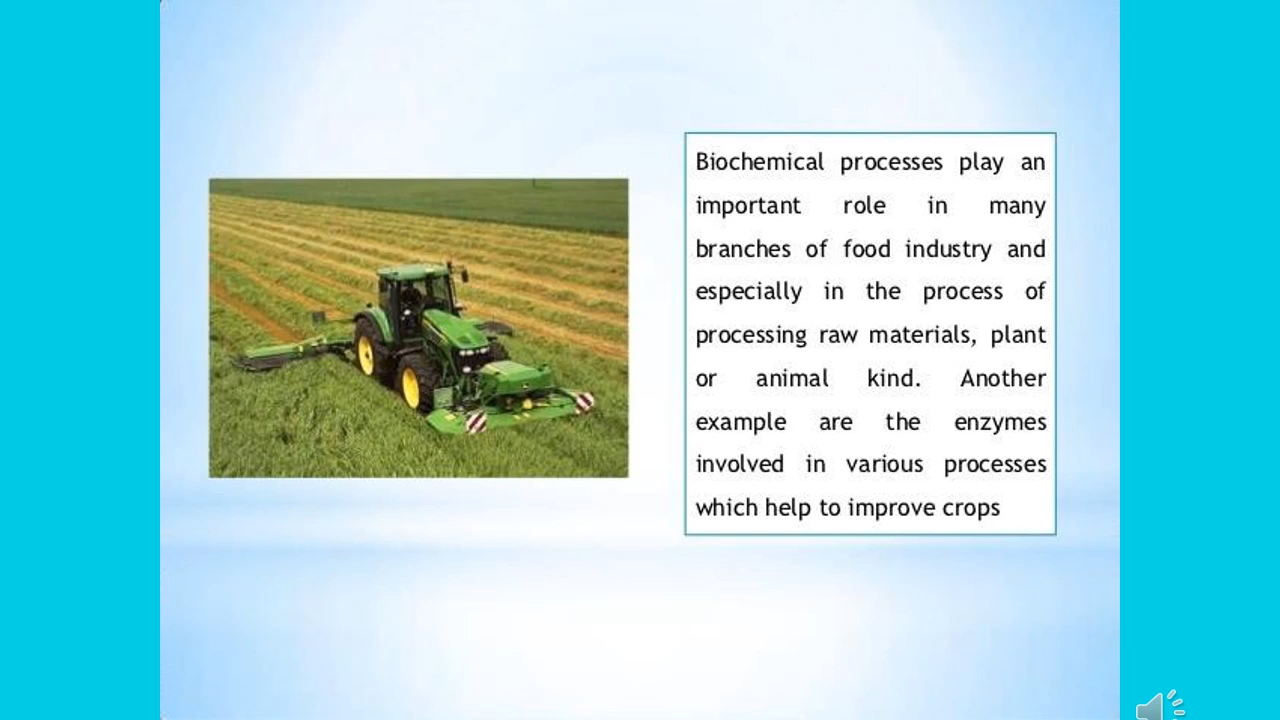 Biochemical processes play an
important role in many
branches of food industry and
especially in the process of
processing raw materials, plant
or animal kind. Another
example are the enzymes
involved in various processes
which help to improve crops